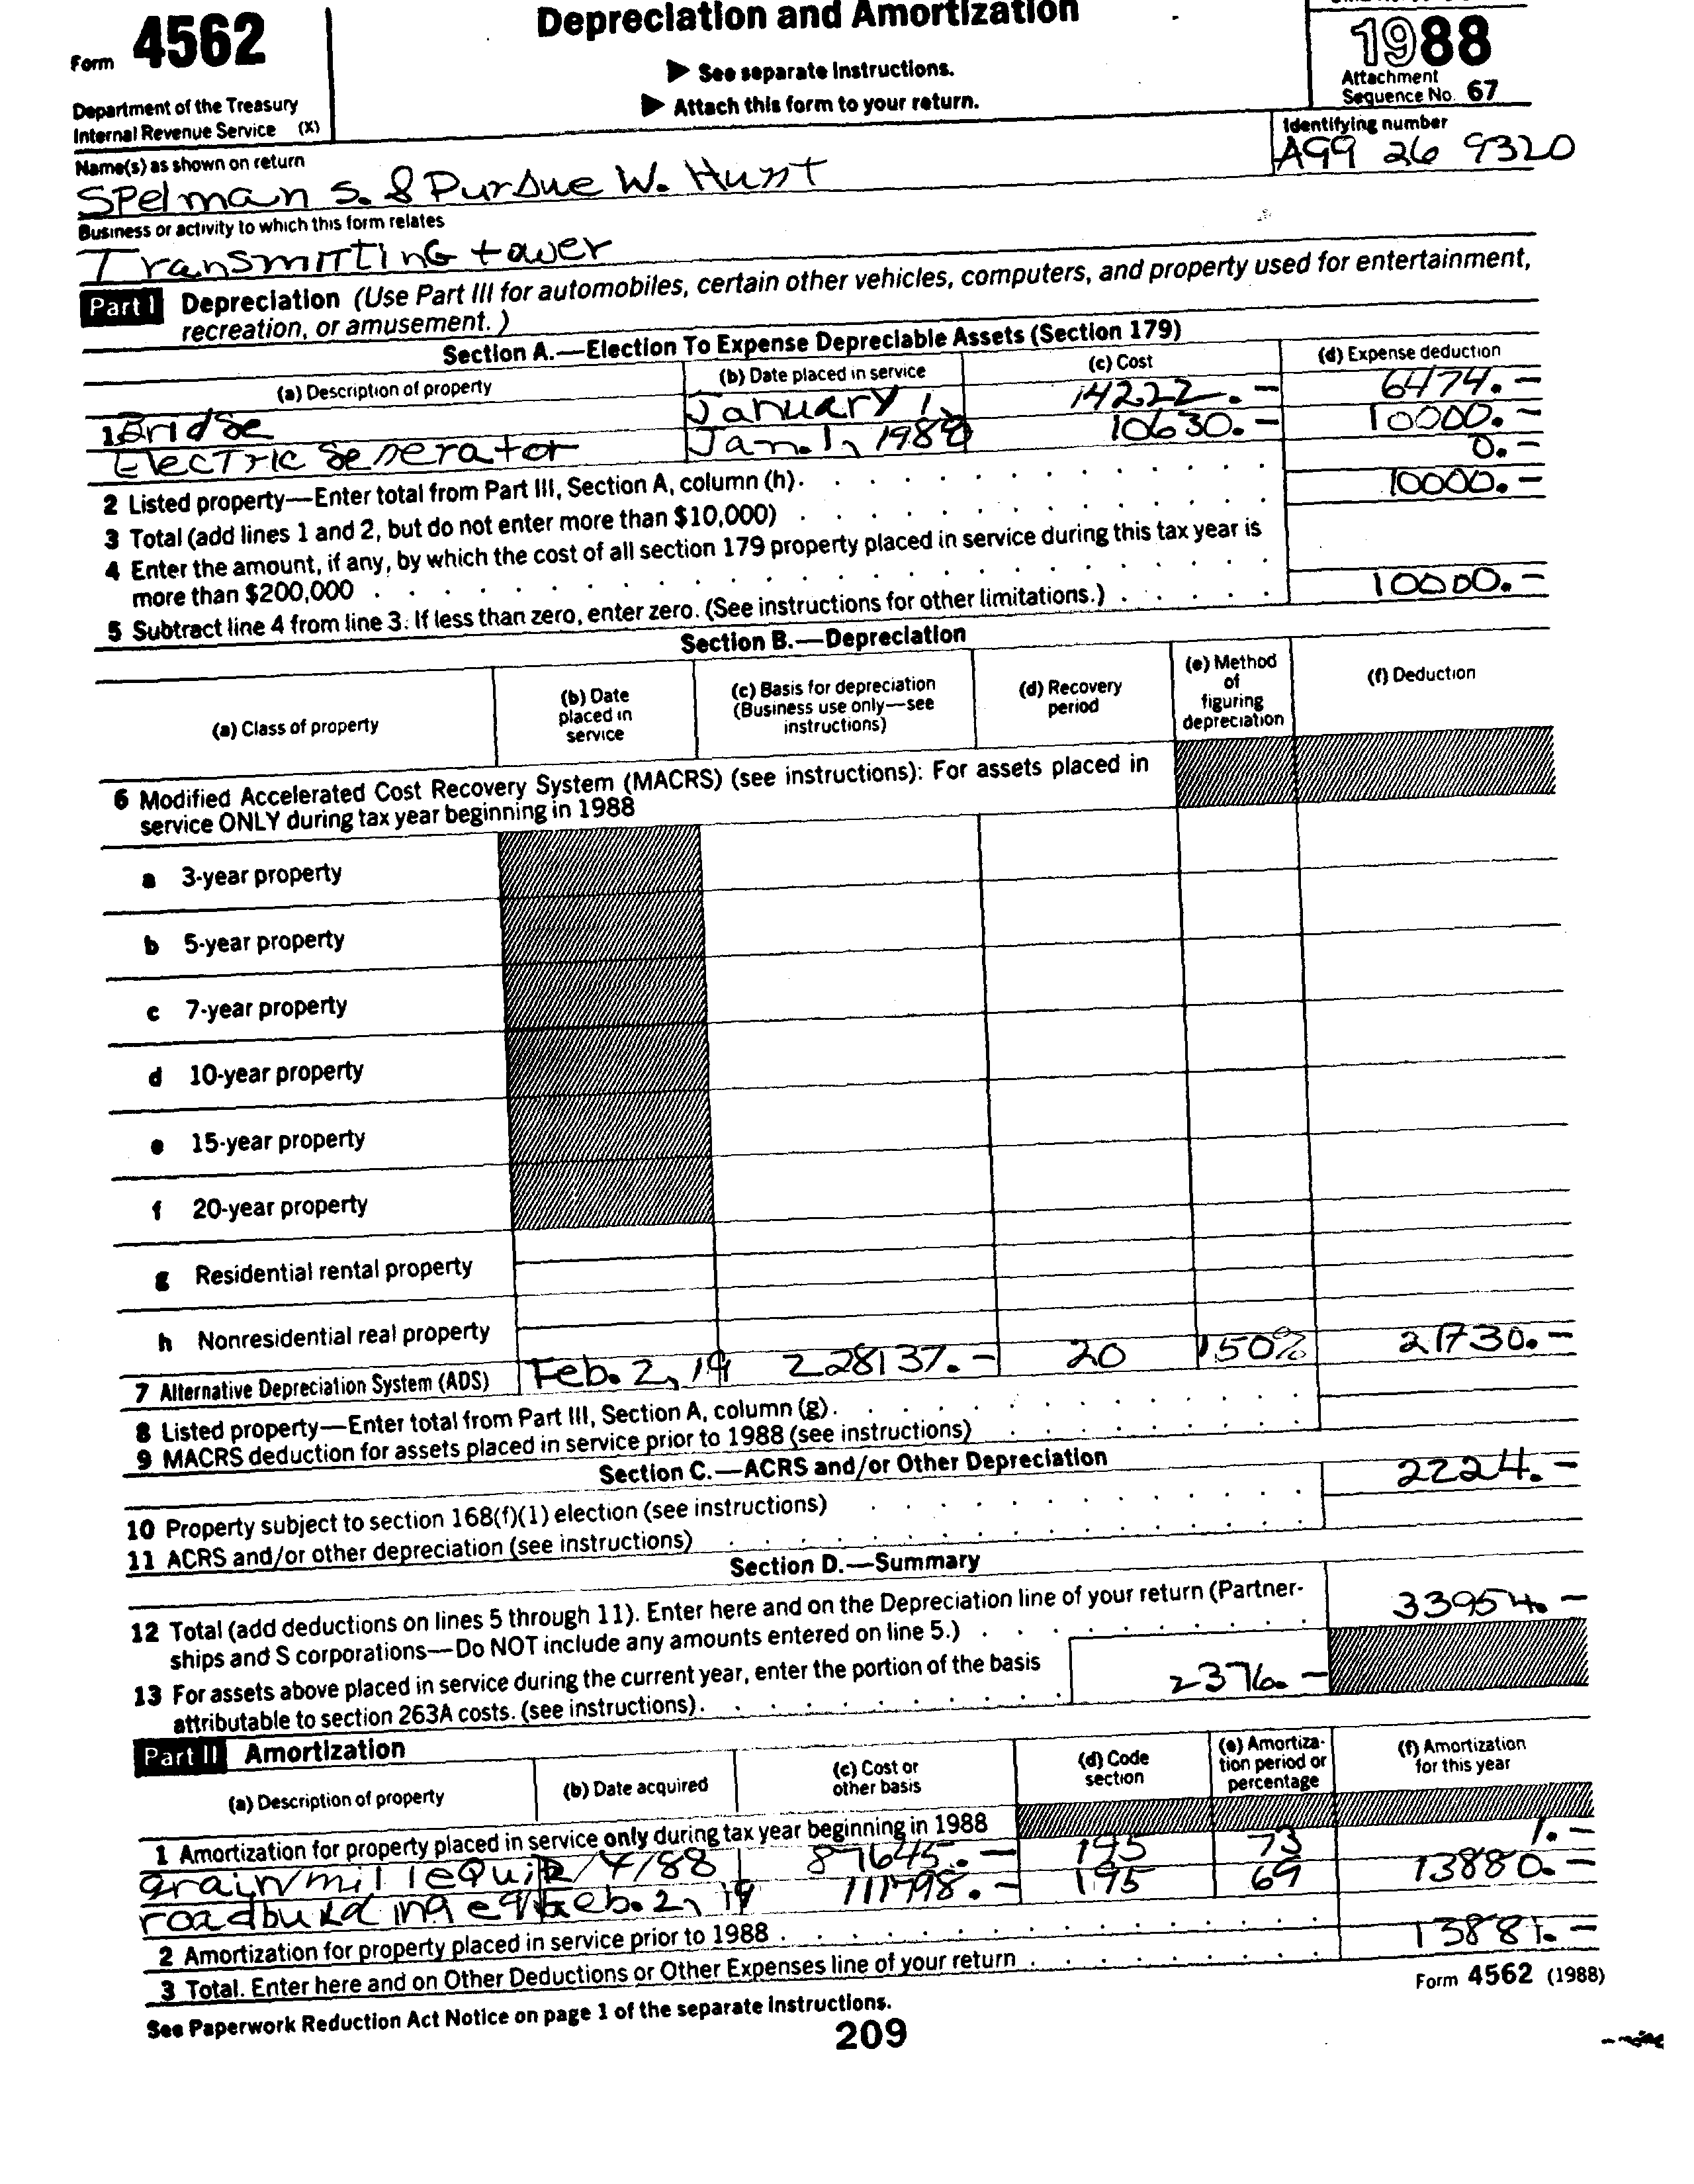 Depreciation and Amortization
Form 4562
1988
▶ See separate Instructions.
▶ Attach this form to your return.
Attachment
Sequence No. 67
Department of the Treasury
Internal Revenue Service (X)
Name(s) as shown on return
Identifying number
Spelman S. & Purdue W. Hunt
A99 26 9320
Business or activity to which this form relates
Transmitting tower
Part I Depreciation (Use Part III for automobiles, certain other vehicles, computers, and property used for entertainment,
recreation, or amusement.)
Section A.—Election To Expense Depreciable Assets (Section 179)
(a) Description of property (b) Date placed in service (c) Cost (d) Expense deduction
1 Bridge January 1, 14222.- 6474.-
Electric Generator Jan. 1, 1988 10630.- 10000.-
2 Listed property—Enter total from Part III, Section A, column (h). 0.-
3 Total (add lines 1 and 2, but do not enter more than $10,000) 10000.-
4 Enter the amount, if any, by which the cost of all section 179 property placed in service during this tax year is
more than $200,000
5 Subtract line 4 from line 3. If less than zero, enter zero. (See instructions for other limitations.) 10000.-
Section B.—Depreciation
(a) Class of property (b) Date placed in service (c) Basis for depreciation (Business use only—see instructions) (d) Recovery period (e) Method of figuring depreciation (f) Deduction
6 Modified Accelerated Cost Recovery System (MACRS) (see instructions): For assets placed in
service ONLY during tax year beginning in 1988
a 3-year property
b 5-year property
c 7-year property
d 10-year property
e 15-year property
f 20-year property
g Residential rental property
h Nonresidential real property
7 Alternative Depreciation System (ADS) Feb. 2, 19 228137.- 20 150% 21730.-
8 Listed property—Enter total from Part III, Section A, column (g).
9 MACRS deduction for assets placed in service prior to 1988 (see instructions)
Section C.—ACRS and/or Other Depreciation
10 Property subject to section 168(f)(1) election (see instructions) 2224.-
11 ACRS and/or other depreciation (see instructions)
Section D.—Summary
12 Total (add deductions on lines 5 through 11). Enter here and on the Depreciation line of your return (Partner-
ships and S corporations—Do NOT include any amounts entered on line 5.) 33954.-
13 For assets above placed in service during the current year, enter the portion of the basis
attributable to section 263A costs. (see instructions). 2376.-
Part II Amortization
(a) Description of property (b) Date acquired (c) Cost or other basis (d) Code section (e) Amortization period or percentage (f) Amortization for this year
1 Amortization for property placed in service only during tax year beginning in 1988
grain/mill equip 87645.- 195 73 1.-
roadbuilding Feb. 2, 19 111798.- 195 69 13880.-
2 Amortization for property placed in service prior to 1988
3 Total. Enter here and on Other Deductions or Other Expenses line of your return 13881.-
See Paperwork Reduction Act Notice on page 1 of the separate Instructions.
Form 4562 (1988)
209